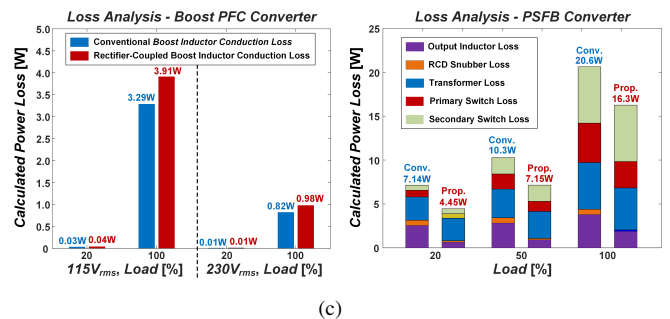 Loss Analysis - Boost PFC Converter
Calculated Power Loss [W]
5.0
4.5
4.0
3.5
3.0
2.5
2.0
1.5
1.0
0.5
0
Conventional Boost Inductor Conduction Loss
Rectifier-Coupled Boost Inductor Conduction Loss
0.03W
0.04W
3.29W
3.91W
0.01W
0.01W
0.82W
0.98W
20
100
20
100
115Vrms, Load [%]
230Vrms, Load [%]
Loss Analysis - PSFB Converter
Calculated Power Loss [W]
25
20
15
10
5
0
Output Inductor Loss
RCD Snubber Loss
Transformer Loss
Primary Switch Loss
Secondary Switch Loss
Conv.
7.14W
Prop.
4.45W
Conv.
10.3W
Prop.
7.15W
Conv.
20.6W
Prop.
16.3W
20
50
100
Load [%]
(c)